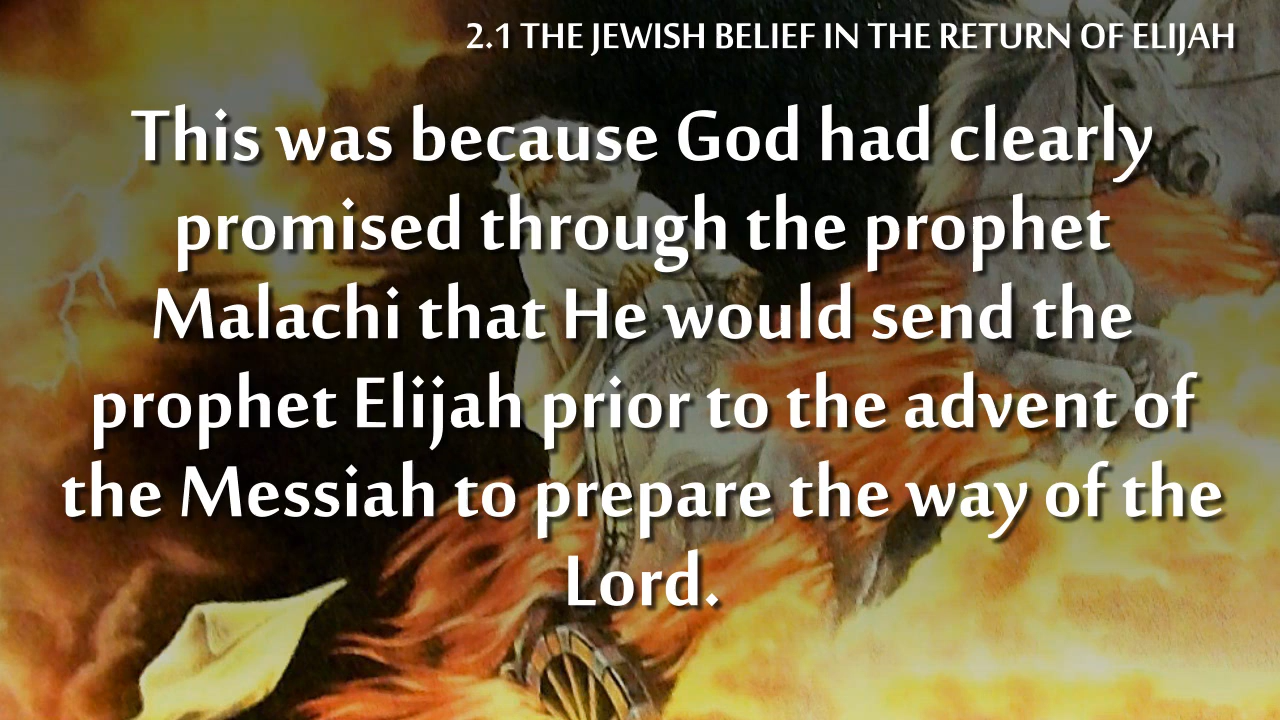 2.1 THE JEWISH BELIEF IN THE RETURN OF ELIJAH
This was because God had clearly
promised through the prophet
Malachi that He would send the
prophet Elijah prior to the advent of
the Messiah to prepare the way of the
Lord.